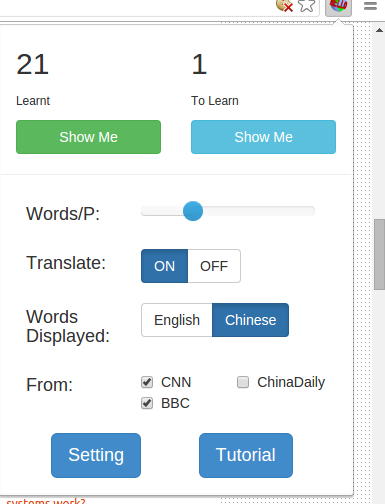 21 1
Learnt To Learn
Show Me Show Me
Words/P:
Translate: ON OFF
Words Displayed: English Chinese
From: CNN ChinaDaily
BBC
Setting Tutorial
systems work?